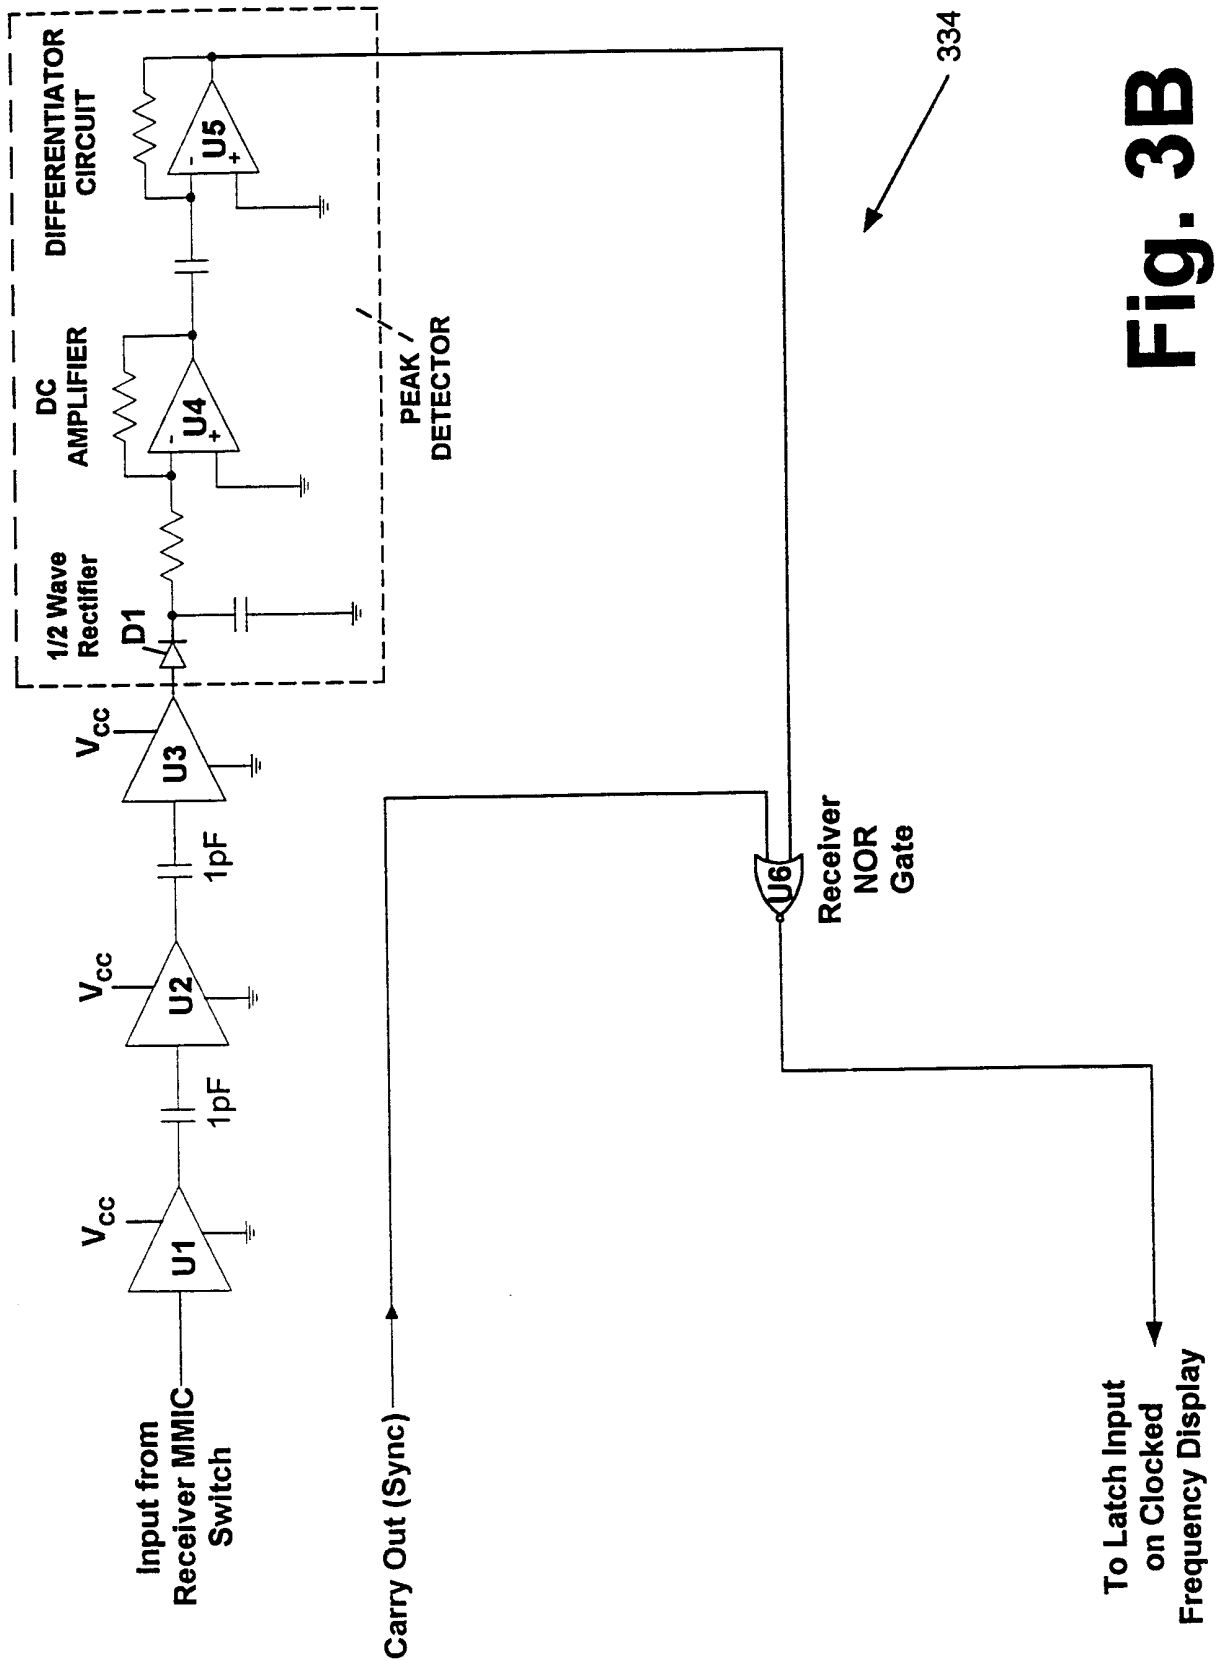 1/2 Wave
Rectifier
D1
DC
AMPLIFIER
DIFFERENTIATOR
CIRCUIT
VCC
VCC
VCC
U1
U2
U3
U4
-
+
U5
-
+
1pF
1pF
Input from
Receiver MMIC
Switch
PEAK
DETECTOR
Carry Out (Sync)
U6
Receiver
NOR
Gate
334
To Latch Input
on Clocked
Frequency Display
Fig. 3B